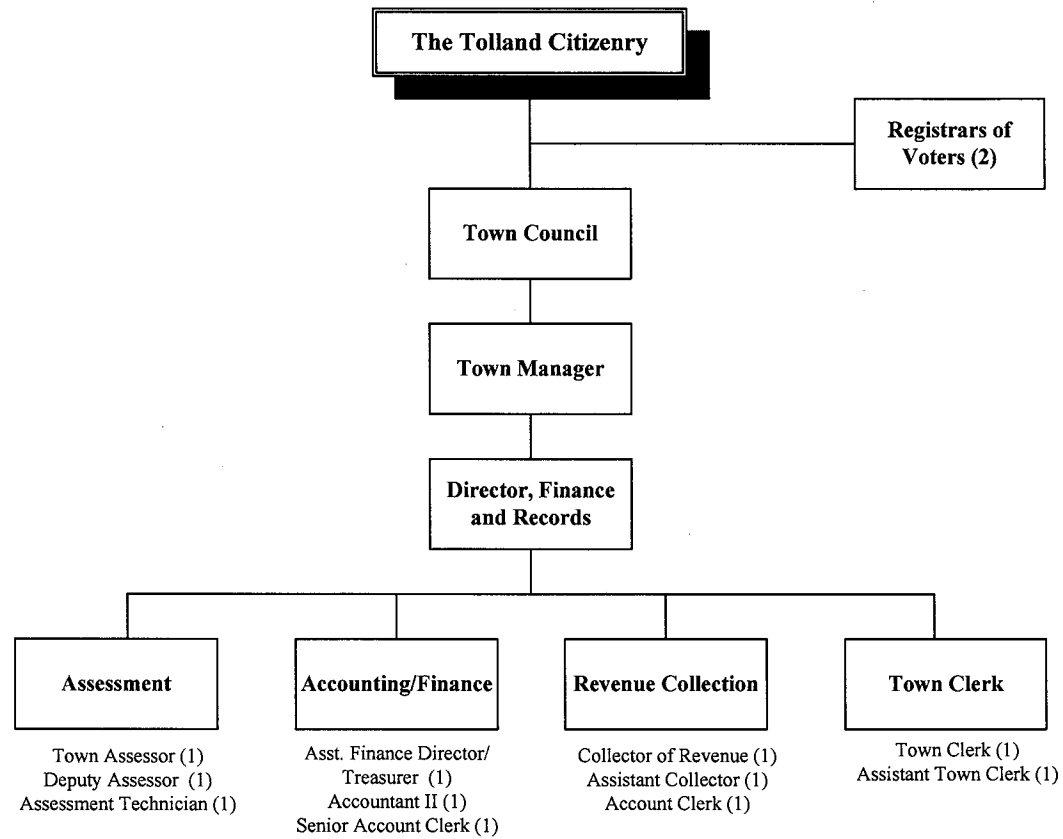 The Tolland Citizenry
Registrars of
Voters (2)
Town Council
Town Manager
Director, Finance
and Records
Assessment
Town Assessor (1)
Deputy Assessor (1)
Assessment Technician (1)
Accounting/Finance
Asst. Finance Director/
Treasurer (1)
Accountant II (1)
Senior Account Clerk (1)
Revenue Collection
Collector of Revenue (1)
Assistant Collector (1)
Account Clerk (1)
Town Clerk
Town Clerk (1)
Assistant Town Clerk (1)